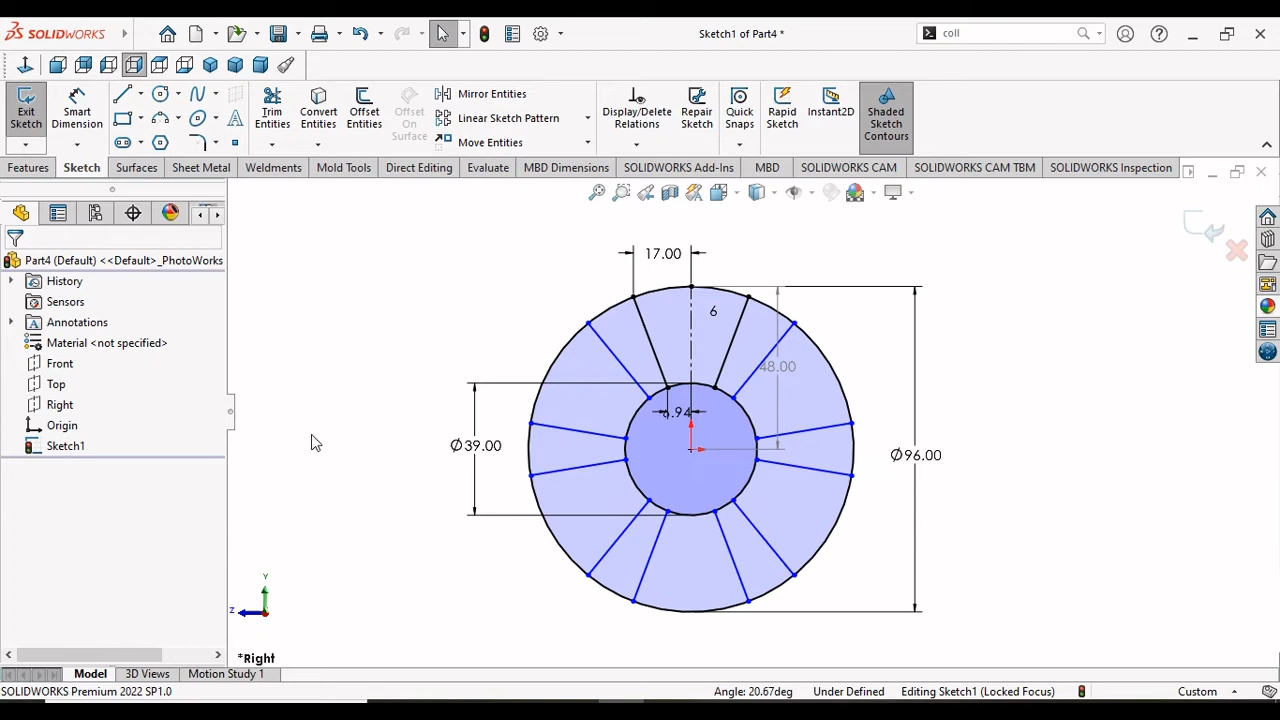 SOLIDWORKS
Sketch1 of Part4 *
coll
Exit Sketch
Smart Dimension
Trim Entities
Convert Entities
Offset Entities
Offset On Surface
Mirror Entities
Linear Sketch Pattern
Move Entities
Display/Delete Relations
Repair Sketch
Quick Snaps
Rapid Sketch
Instant2D
Shaded Sketch Contours
Features
Sketch
Surfaces
Sheet Metal
Weldments
Mold Tools
Direct Editing
Evaluate
MBD Dimensions
SOLIDWORKS Add-Ins
MBD
SOLIDWORKS CAM
SOLIDWORKS CAM TBM
SOLIDWORKS Inspection
Part4 (Default) <<Default>_PhotoWorks
History
Sensors
Annotations
Material <not specified>
Front
Top
Right
Origin
Sketch1
17.00
6
48.00
.94
Ø39.00
Ø96.00
Y
Z
*Right
Model
3D Views
Motion Study 1
SOLIDWORKS Premium 2022 SP1.0
Angle: 20.67deg
Under Defined
Editing Sketch1 (Locked Focus)
Custom